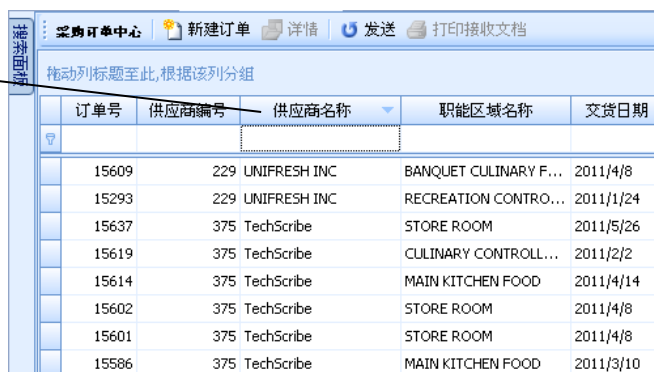 搜索面板
采购订单中心 新建订单 详情 发送 打印接收文档
拖动列标题至此,根据该列分组
订单号 供应商编号 供应商名称 职能区域名称 交货日期
15609 229 UNIFRESH INC BANQUET CULINARY F... 2011/4/8
15293 229 UNIFRESH INC RECREATION CONTRO... 2011/1/24
15637 375 TechScribe STORE ROOM 2011/5/26
15619 375 TechScribe CULINARY CONTROLL... 2011/2/2
15614 375 TechScribe MAIN KITCHEN FOOD 2011/4/14
15602 375 TechScribe STORE ROOM 2011/4/8
15601 375 TechScribe STORE ROOM 2011/4/8
15586 375 TechScribe MAIN KITCHEN FOOD 2011/3/10